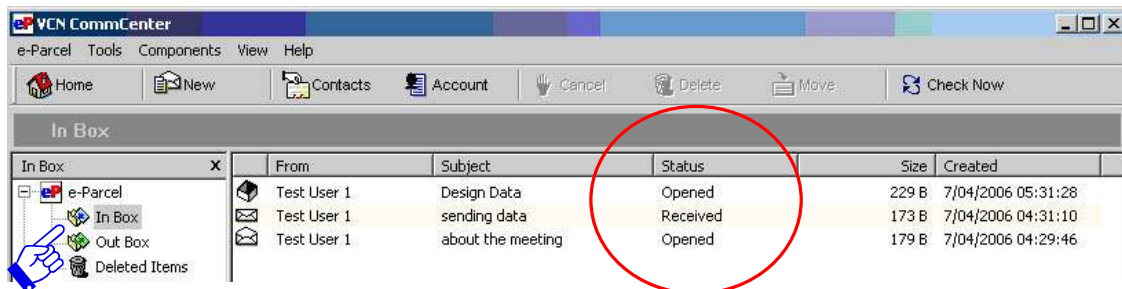 eP VCN CommCenter
e-Parcel Tools Components View Help
Home New Contacts Account Cancel Delete Move Check Now
In Box
In Box X From Subject Status Size Created
eP e-Parcel Test User 1 Design Data Opened 229 B 7/04/2006 05:31:28
In Box Test User 1 sending data Received 173 B 7/04/2006 04:31:10
Out Box Test User 1 about the meeting Opened 179 B 7/04/2006 04:29:46
Deleted Items